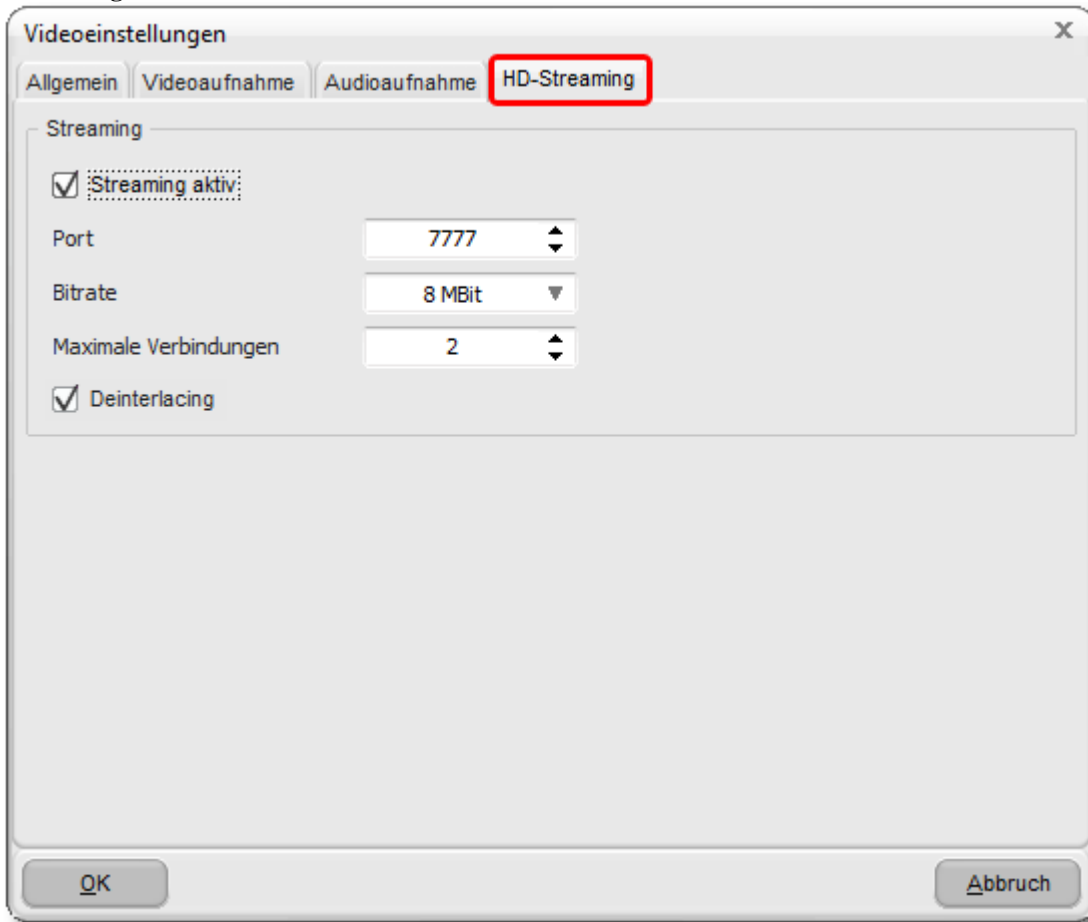 Videoeinstellungen x
Allgemein Videoaufnahme Audioaufnahme HD-Streaming
Streaming
Streaming aktiv
Port 7777
Bitrate 8 MBit
Maximale Verbindungen 2
Deinterlacing
OK Abbruch